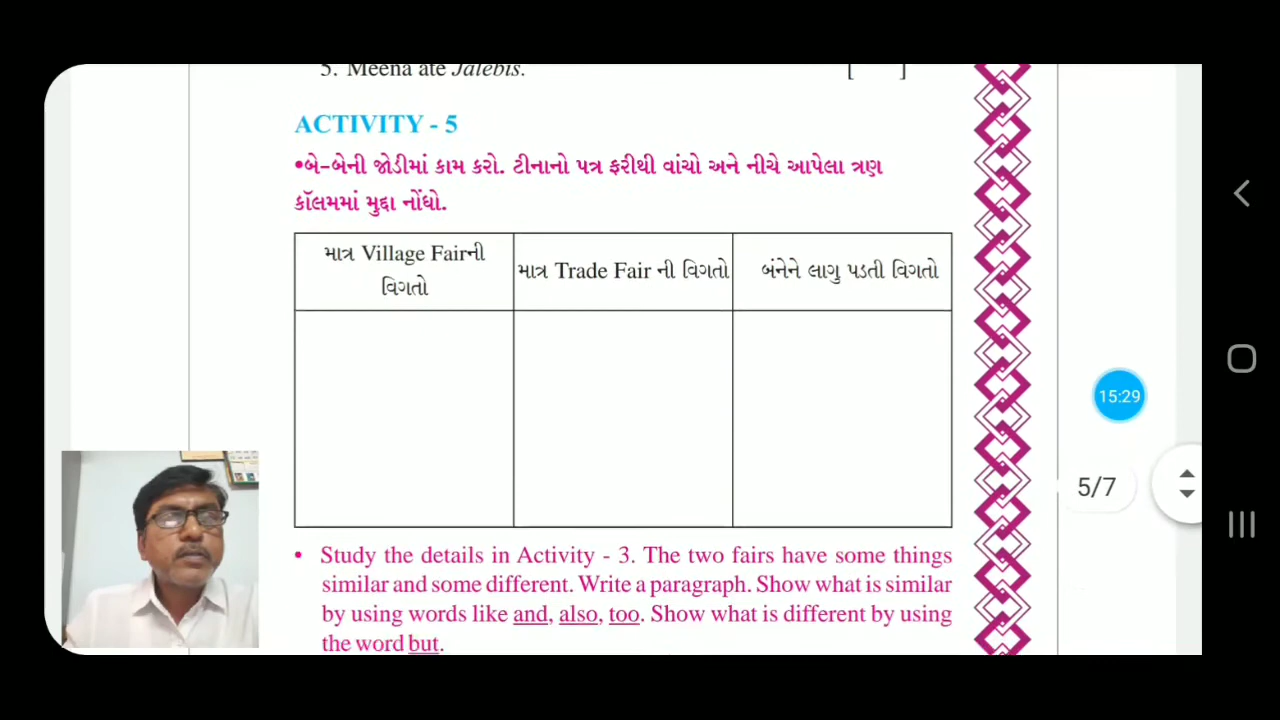 5. Meena ate Jalebis. [ ]
ACTIVITY - 5
•બે-બેની જોડીમાં કામ કરો. ટીનાનો પત્ર ફરીથી વાંચો અને નીચે આપેલા ત્રણ
કૉલમમાં મુદ્દા નોંધો.
માત્ર Village Fairની
વિગતો
માત્ર Trade Fair ની વિગતો
બંનેને લાગુ પડતી વિગતો
15:29
5/7
• Study the details in Activity - 3. The two fairs have some things
similar and some different. Write a paragraph. Show what is similar
by using words like and, also, too. Show what is different by using
the word but.